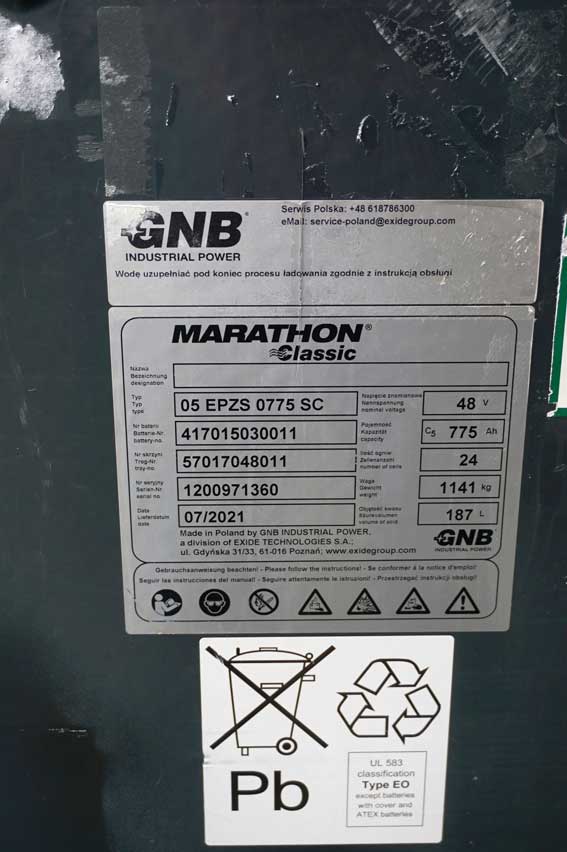 GNB®
INDUSTRIAL POWER
Serwis Polska: +48 618786300
eMail: service-poland@exidegroup.com
Wodę uzupełniać pod koniec procesu ładowania zgodnie z instrukcją obsługi
MARATHON®
Classic
Nazwa
Bezeichnung
designation
Typ
Typ
type
05 EPZS 0775 SC
Napięcie znamionowe
Nennspannung
nominal voltage
48 V
Nr baterii
Batterie-Nr.
battery-no.
417015030011
Pojemność
Kapazität
capacity
C5 775 Ah
Nr skrzyni
Trog-Nr.
tray-no.
57017048011
Ilość ogniw
Zellenanzahl
number of cells
24
Nr seryjny
Serien-Nr.
serial no.
1200971360
Waga
Gewicht
weight
1141 kg
Data
Lieferdatum
date
07/2021
Objętość kwasu
Säurevolumen
volume of acid
187 L
Made in Poland by GNB INDUSTRIAL POWER,
a division of EXIDE TECHNOLOGIES S.A.;
ul. Gdyńska 31/33, 61-016 Poznań; www.exidegroup.com
GNB
INDUSTRIAL POWER
Gebrauchsanweisung beachten! - Please follow the instructions! - Se conformer à la notice d'emploi!
Seguir las instrucciones del manual! - Seguire attentamente le istruzioni! - Przestrzegać instrukcji obsługi!
Pb
UL 583
classification
Type EO
except batteries
with cover and
ATEX batteries